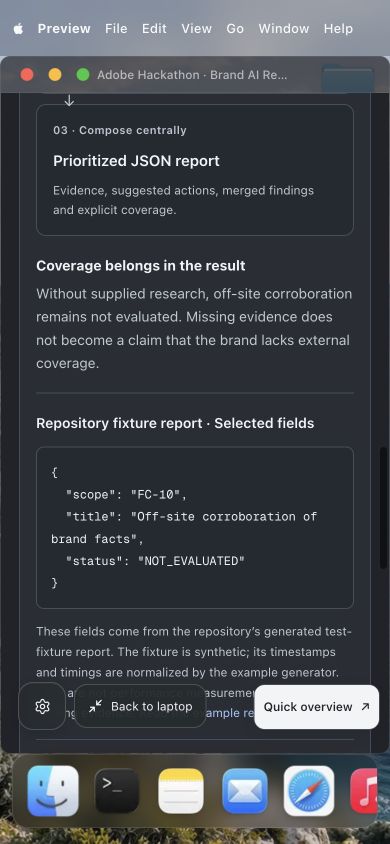 Preview File Edit View Go Window Help
Adobe Hackathon · Brand AI Re...
03 · Compose centrally
Prioritized JSON report
Evidence, suggested actions, merged findings
and explicit coverage.
Coverage belongs in the result
Without supplied research, off-site corroboration
remains not evaluated. Missing evidence does
not become a claim that the brand lacks external
coverage.
Repository fixture report · Selected fields
{
"scope": "FC-10",
"title": "Off-site corroboration of
brand facts",
"status": "NOT_EVALUATED"
}
These fields come from the repository's generated test-
fixture report. The fixture is synthetic; its timestamps
and timings are normalized by the example generator.
not performance measuremen
ample re
Back to laptop
Quick overview ↗
>_